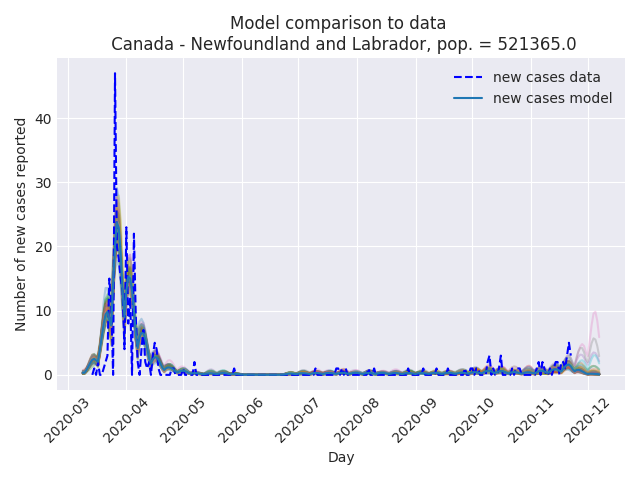 Model comparison to data
Canada - Newfoundland and Labrador, pop. = 521365.0
new cases data
new cases model
Number of new cases reported
40
30
20
10
0
2020-03
2020-04
2020-05
2020-06
2020-07
2020-08
2020-09
2020-10
2020-11
2020-12
Day